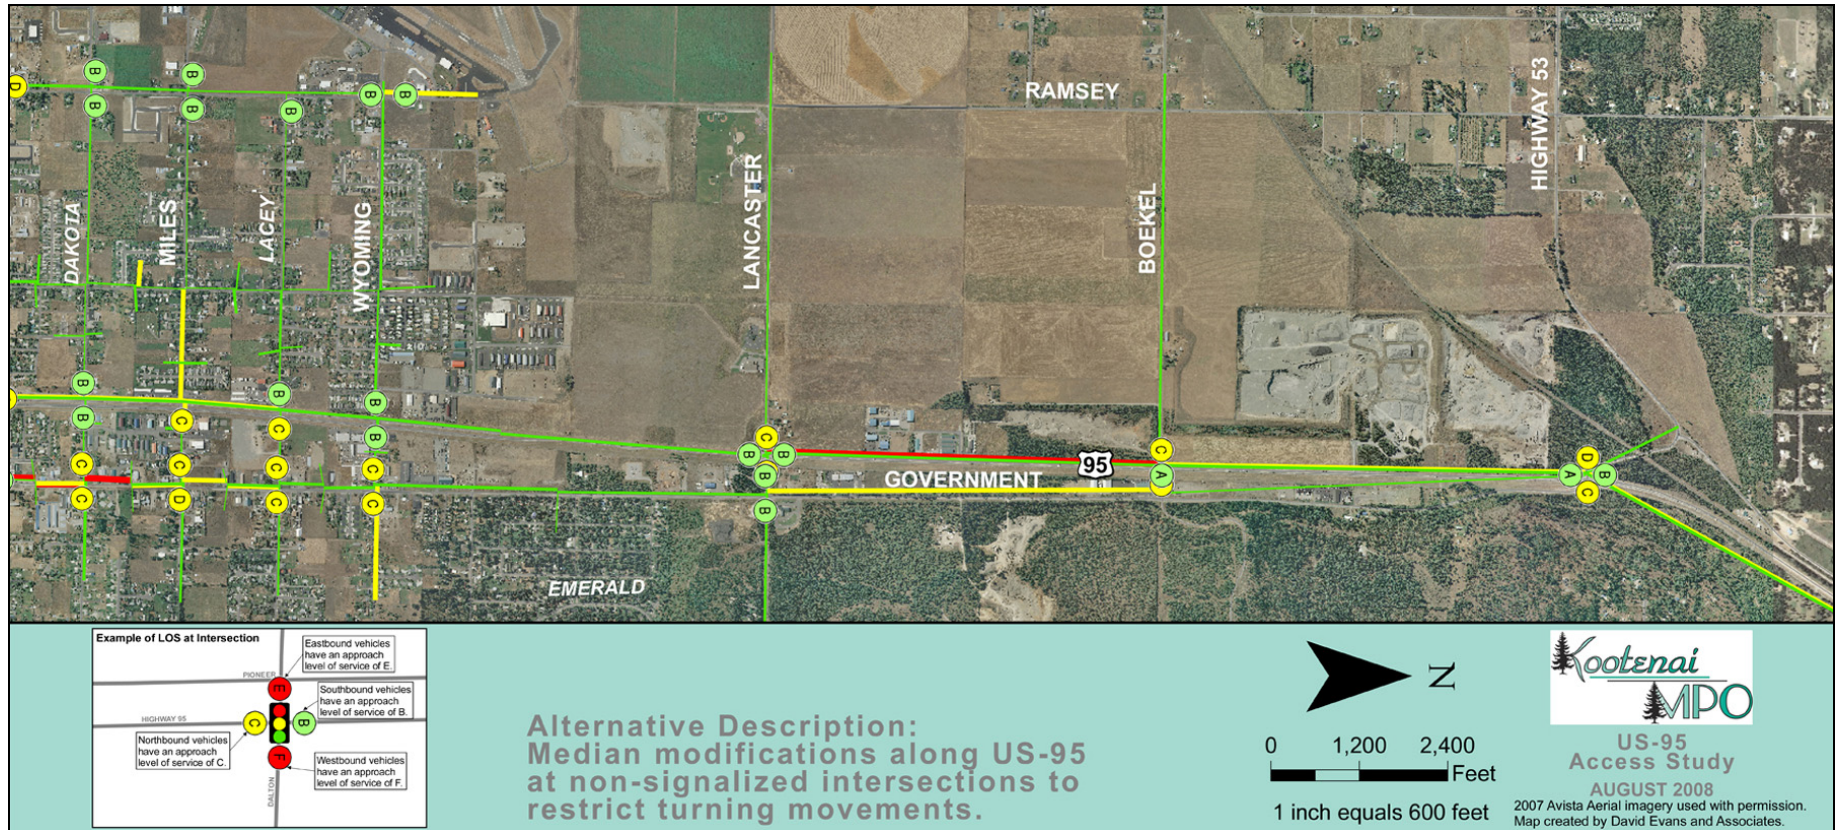 RAMSEY
HIGHWAY 53
DAKOTA
MILES
LACEY
WYOMING
LANCASTER
BOEKEL
D
B
B
B
B
B
B
B
B
B
B
B
B
C
C
B
C
C
C
C
C
D
C
C
C
B
B
B
B
C
A
D
A
B
C
95
GOVERNMENT
EMERALD
Example of LOS at Intersection
Eastbound vehicles
have an approach
level of service of E.
PIONEER
E
Southbound vehicles
have an approach
level of service of B.
HIGHWAY 95
C
B
Northbound vehicles
have an approach
level of service of C.
F
Westbound vehicles
have an approach
level of service of F.
DALTON
Alternative Description:
Median modifications along US-95
at non-signalized intersections to
restrict turning movements.
N
0 1,200 2,400
Feet
1 inch equals 600 feet
Kootenai
MPO
US-95
Access Study
AUGUST 2008
2007 Avista Aerial imagery used with permission.
Map created by David Evans and Associates.